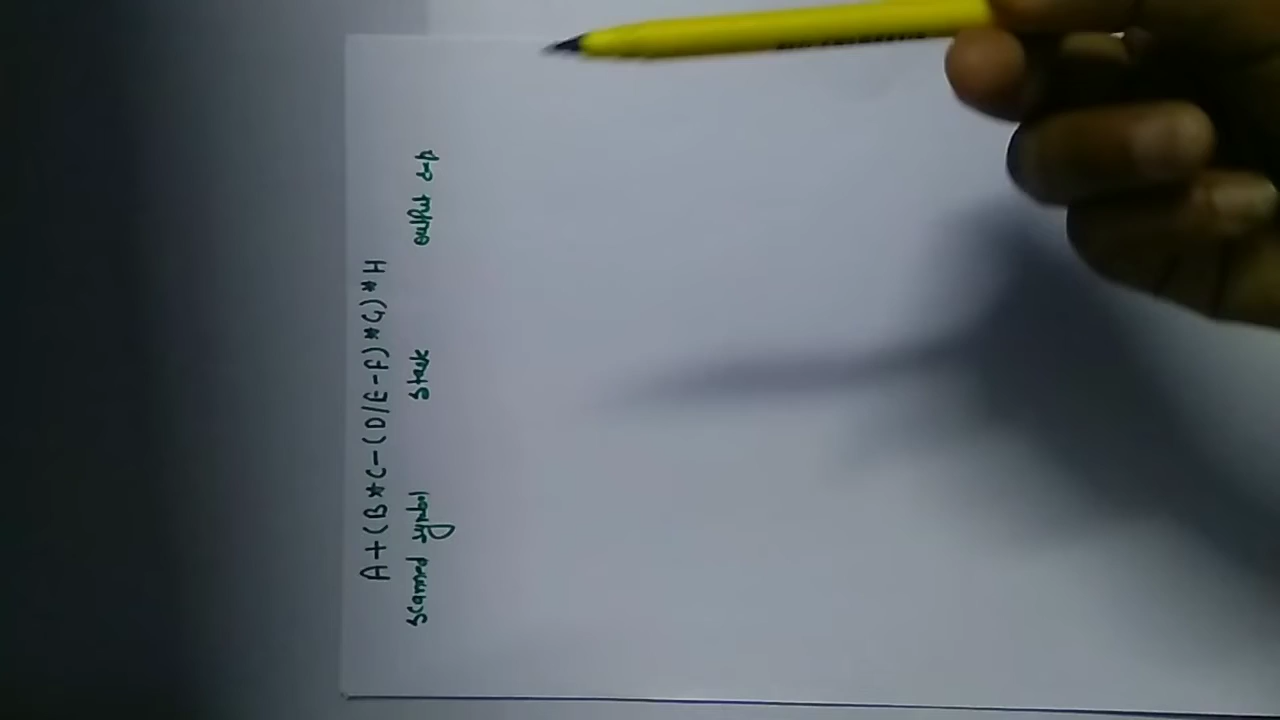 A+(B*C-(D/E-F)*G)*H
Scanned symbol Stack output exp